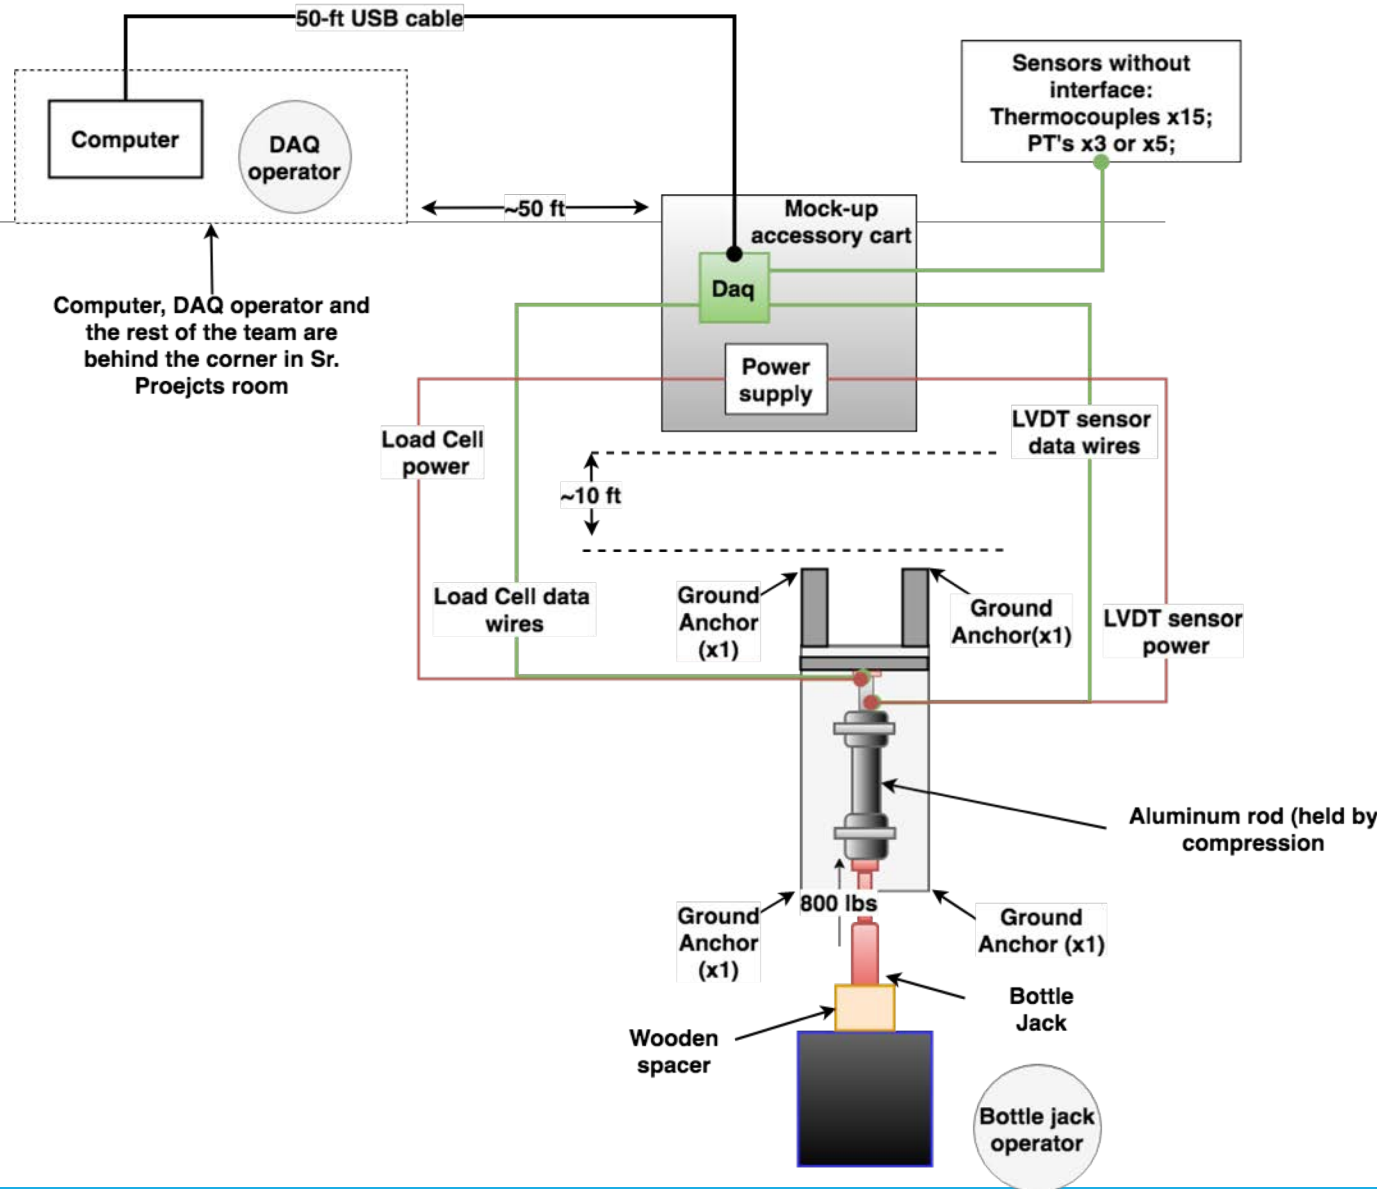 50-ft USB cable
Computer
DAQ
operator
Sensors without
interface:
Thermocouples x15;
PT's x3 or x5;
~50 ft
Mock-up
accessory cart
Daq
Computer, DAQ operator and
the rest of the team are
behind the corner in Sr.
Proejcts room
Power
supply
Load Cell
power
LVDT sensor
data wires
~10 ft
Load Cell data
wires
Ground
Anchor
(x1)
Ground
Anchor(x1)
LVDT sensor
power
Aluminum rod (held by
compression
800 lbs
Ground
Anchor
(x1)
Ground
Anchor (x1)
Bottle
Jack
Wooden
spacer
Bottle jack
operator